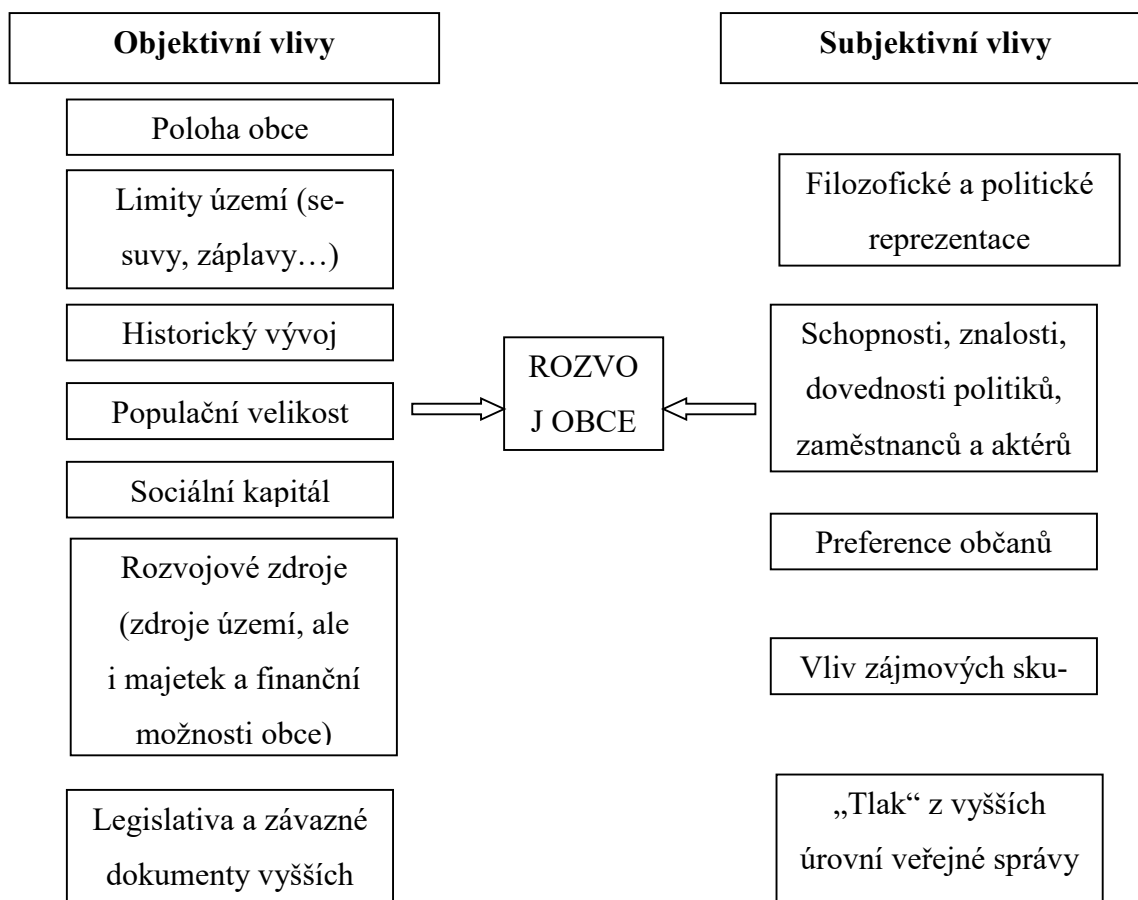 Objektivní vlivy
Poloha obce
Limity území (se-
suvy, záplavy…)
Historický vývoj
Populační velikost
Sociální kapitál
Rozvojové zdroje
(zdroje území, ale
i majetek a finanční
možnosti obce)
Legislativa a závazné
dokumenty vyšších
ROZVO
J OBCE
Subjektivní vlivy
Filozofické a politické
reprezentace
Schopnosti, znalosti,
dovednosti politiků,
zaměstnanců a aktérů
Preference občanů
Vliv zájmových sku-
„Tlak“ z vyšších
úrovní veřejné správy